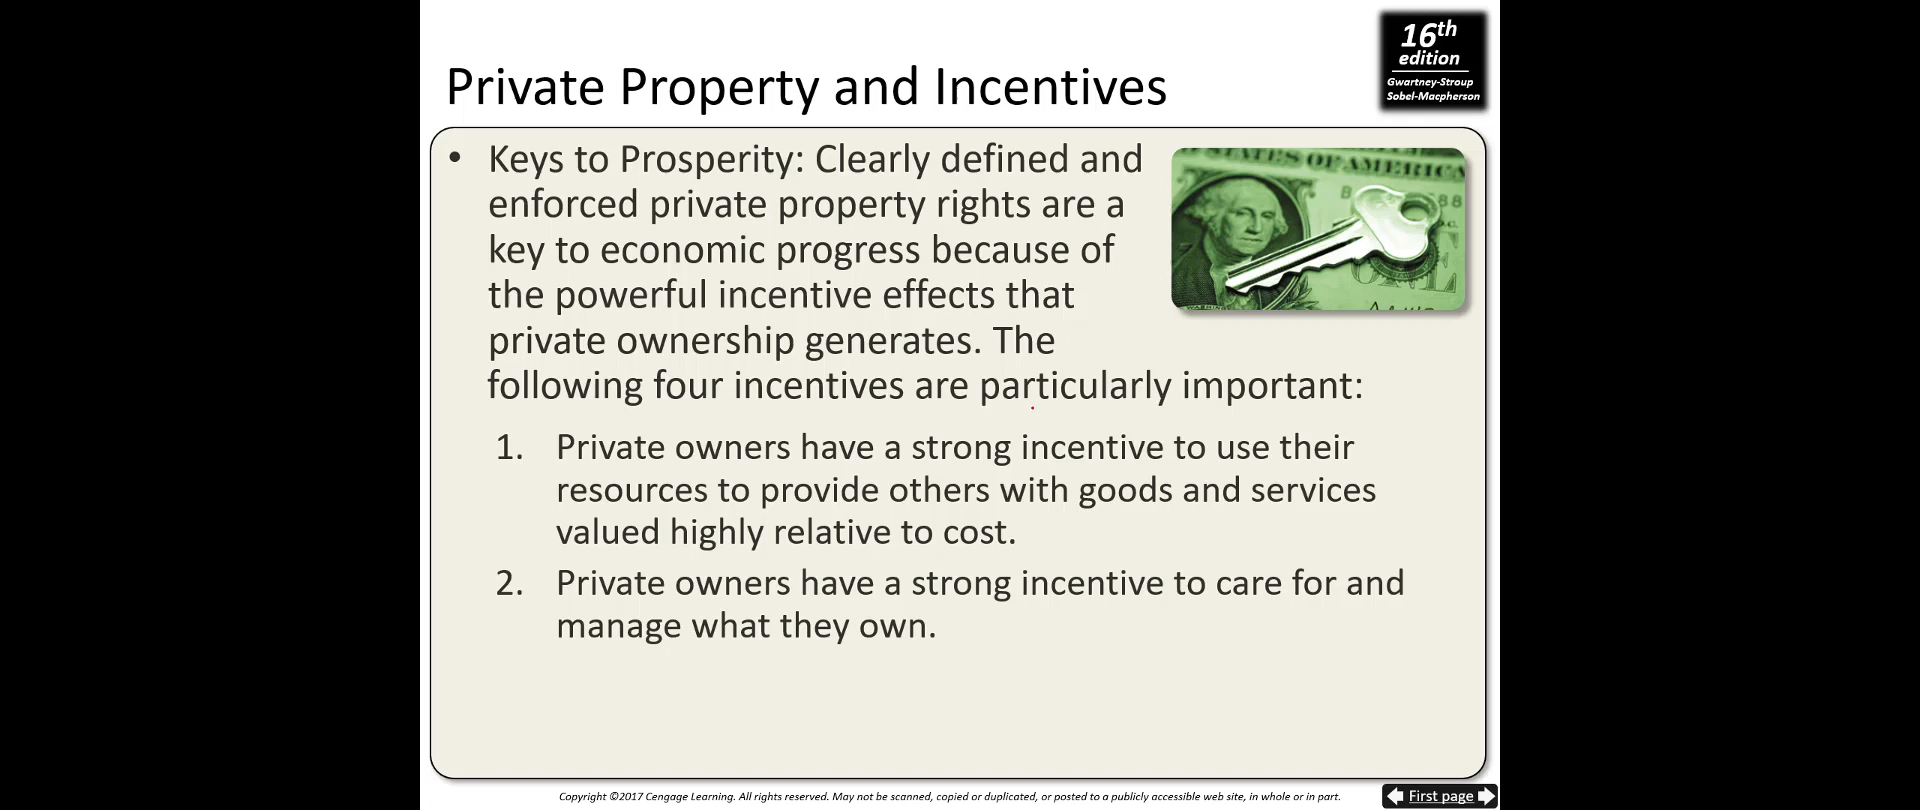 16th
edition
Gwartney-Stroup
Sobel-Macpherson
Private Property and Incentives
• Keys to Prosperity: Clearly defined and
enforced private property rights are a
key to economic progress because of
the powerful incentive effects that
private ownership generates. The
following four incentives are particularly important:
STATES OF AMERICA
ONE
1. Private owners have a strong incentive to use their
resources to provide others with goods and services
valued highly relative to cost.
2. Private owners have a strong incentive to care for and
manage what they own.
Copyright ©2017 Cengage Learning. All rights reserved. May not be scanned, copied or duplicated, or posted to a publicly accessible web site, in whole or in part.
First page